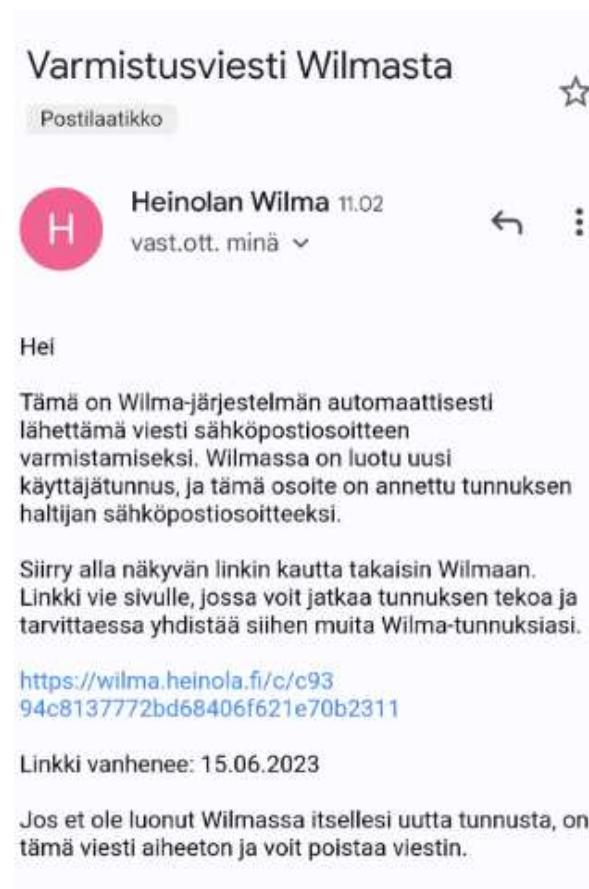 Varmistusviesti Wilmasta
Postilaatikko
H
Heinolan Wilma 11.02
vast.ott. minä
Hei
Tämä on Wilma-järjestelmän automaattisesti
lähettämä viesti sähköpostiosoitteen
varmistamiseksi. Wilmassa on luotu uusi
käyttäjätunnus, ja tämä osoite on annettu tunnuksen
haltijan sähköpostiosoitteeksi.
Siirry alla näkyvän linkin kautta takaisin Wilmaan.
Linkki vie sivulle, jossa voit jatkaa tunnuksen tekoa ja
tarvittaessa yhdistää siihen muita Wilma-tunnuksiasi.
https://wilma.heinola.fi/c/c93
94c8137772bd68406f621e70b2311
Linkki vanhenee: 15.06.2023
Jos et ole luonut Wilmassa itsellesi uutta tunnusta, on
tämä viesti aiheeton ja voit poistaa viestin.